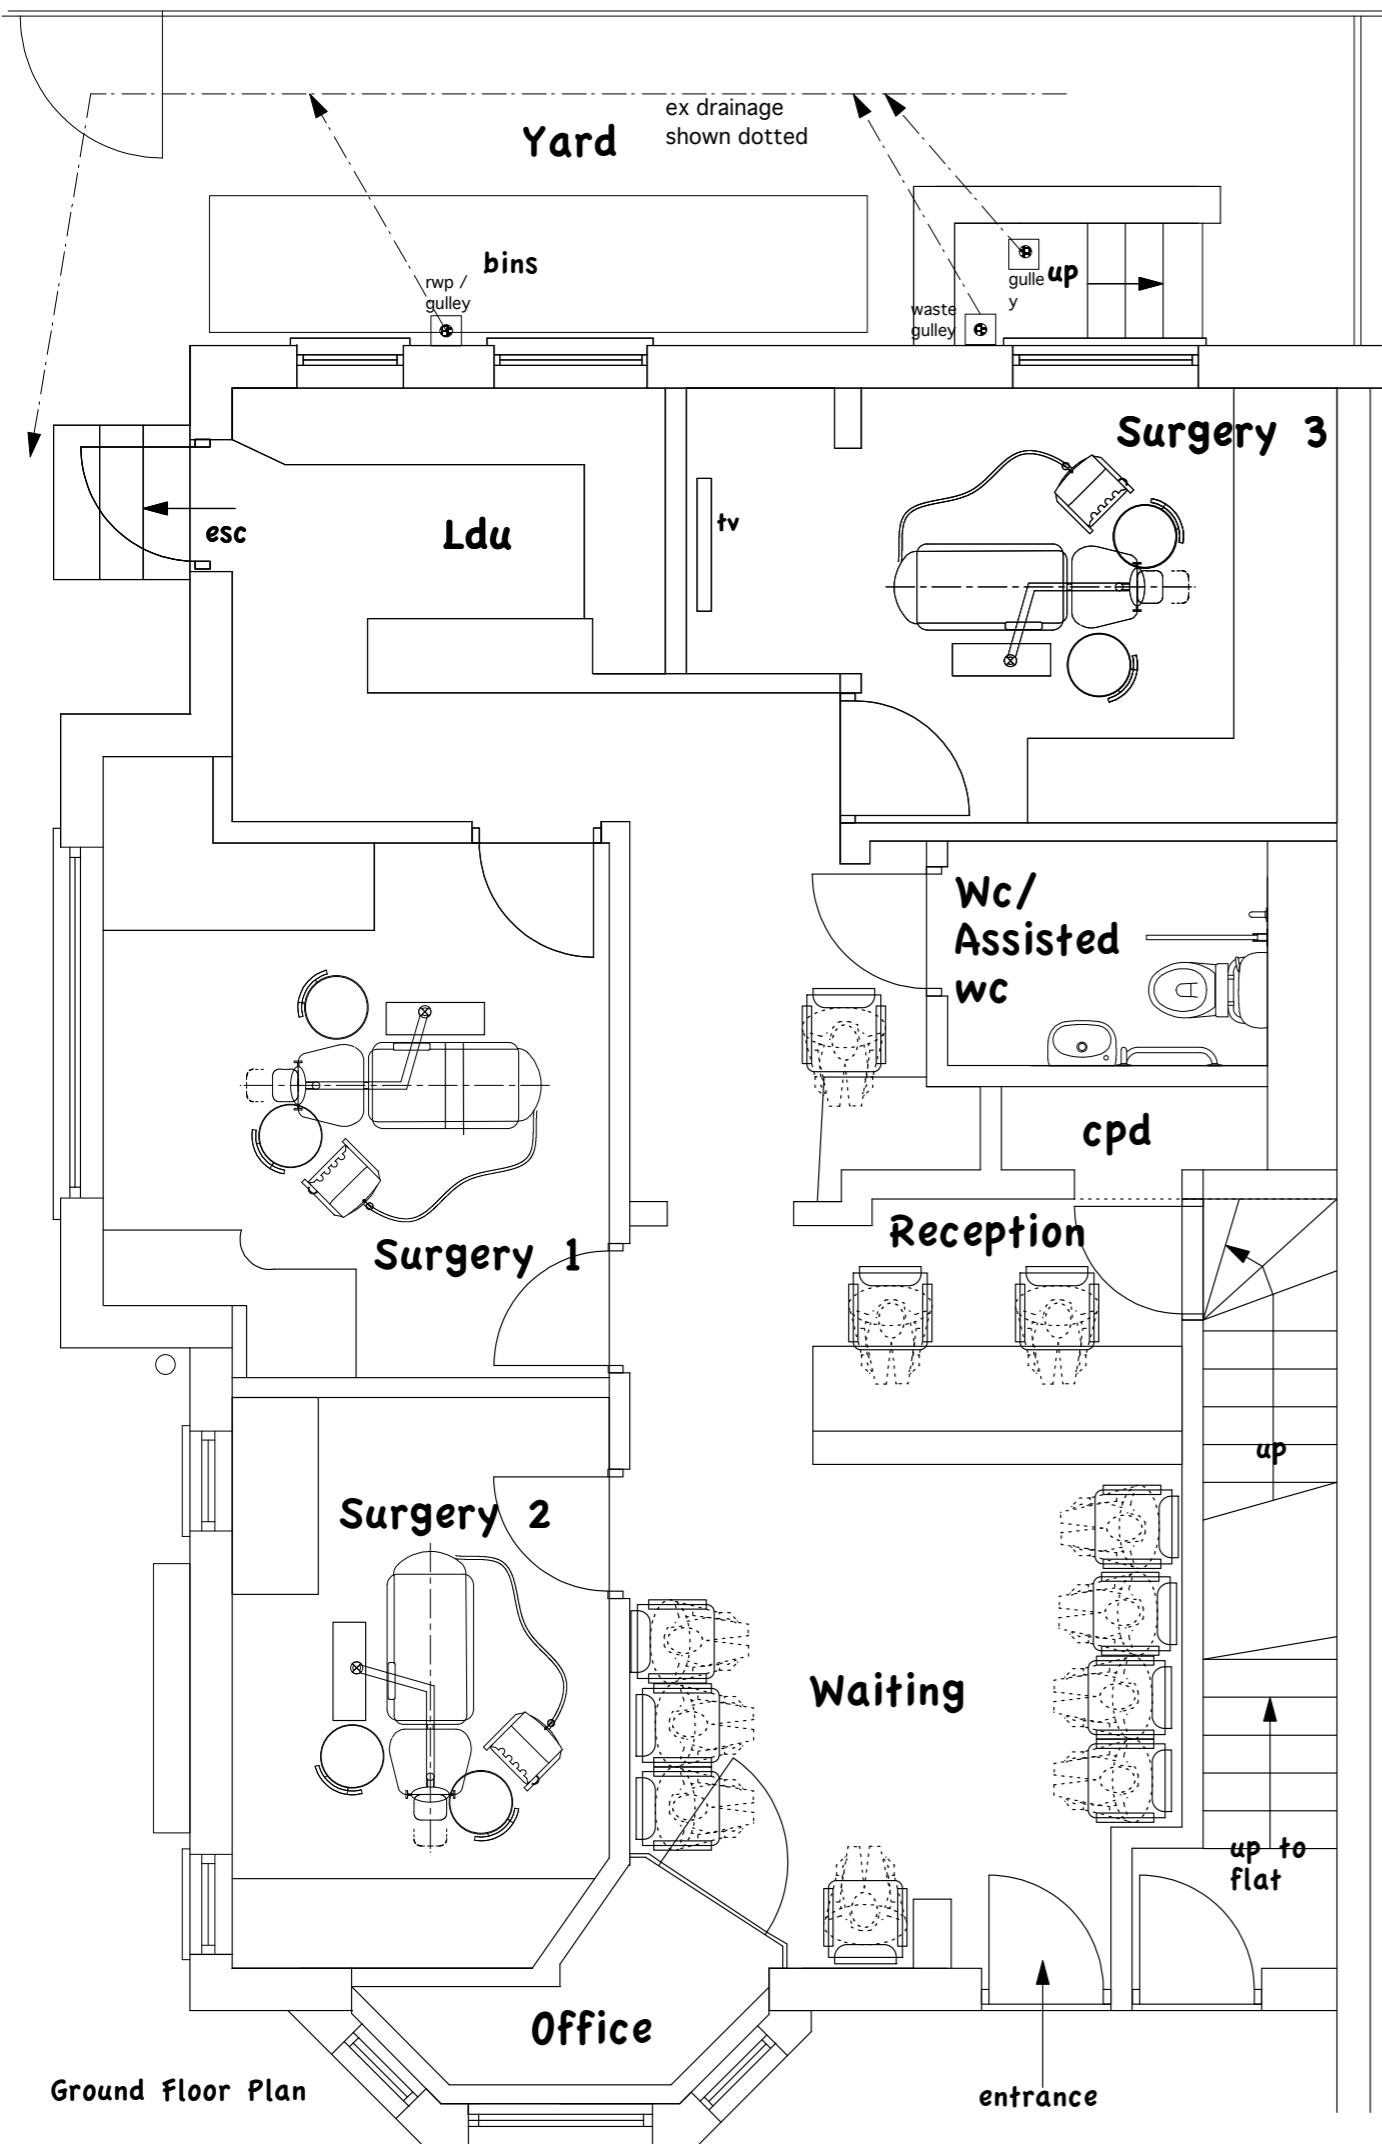 ex drainage
shown dotted
Yard
bins
rwp /
gulley
up
gulle
y
waste
gulley
Surgery 3
tv
esc
Ldu
Wc/
Assisted
wc
cpd
Reception
Surgery 1
up
Surgery 2
Waiting
up to
flat
Office
Ground Floor Plan
entrance